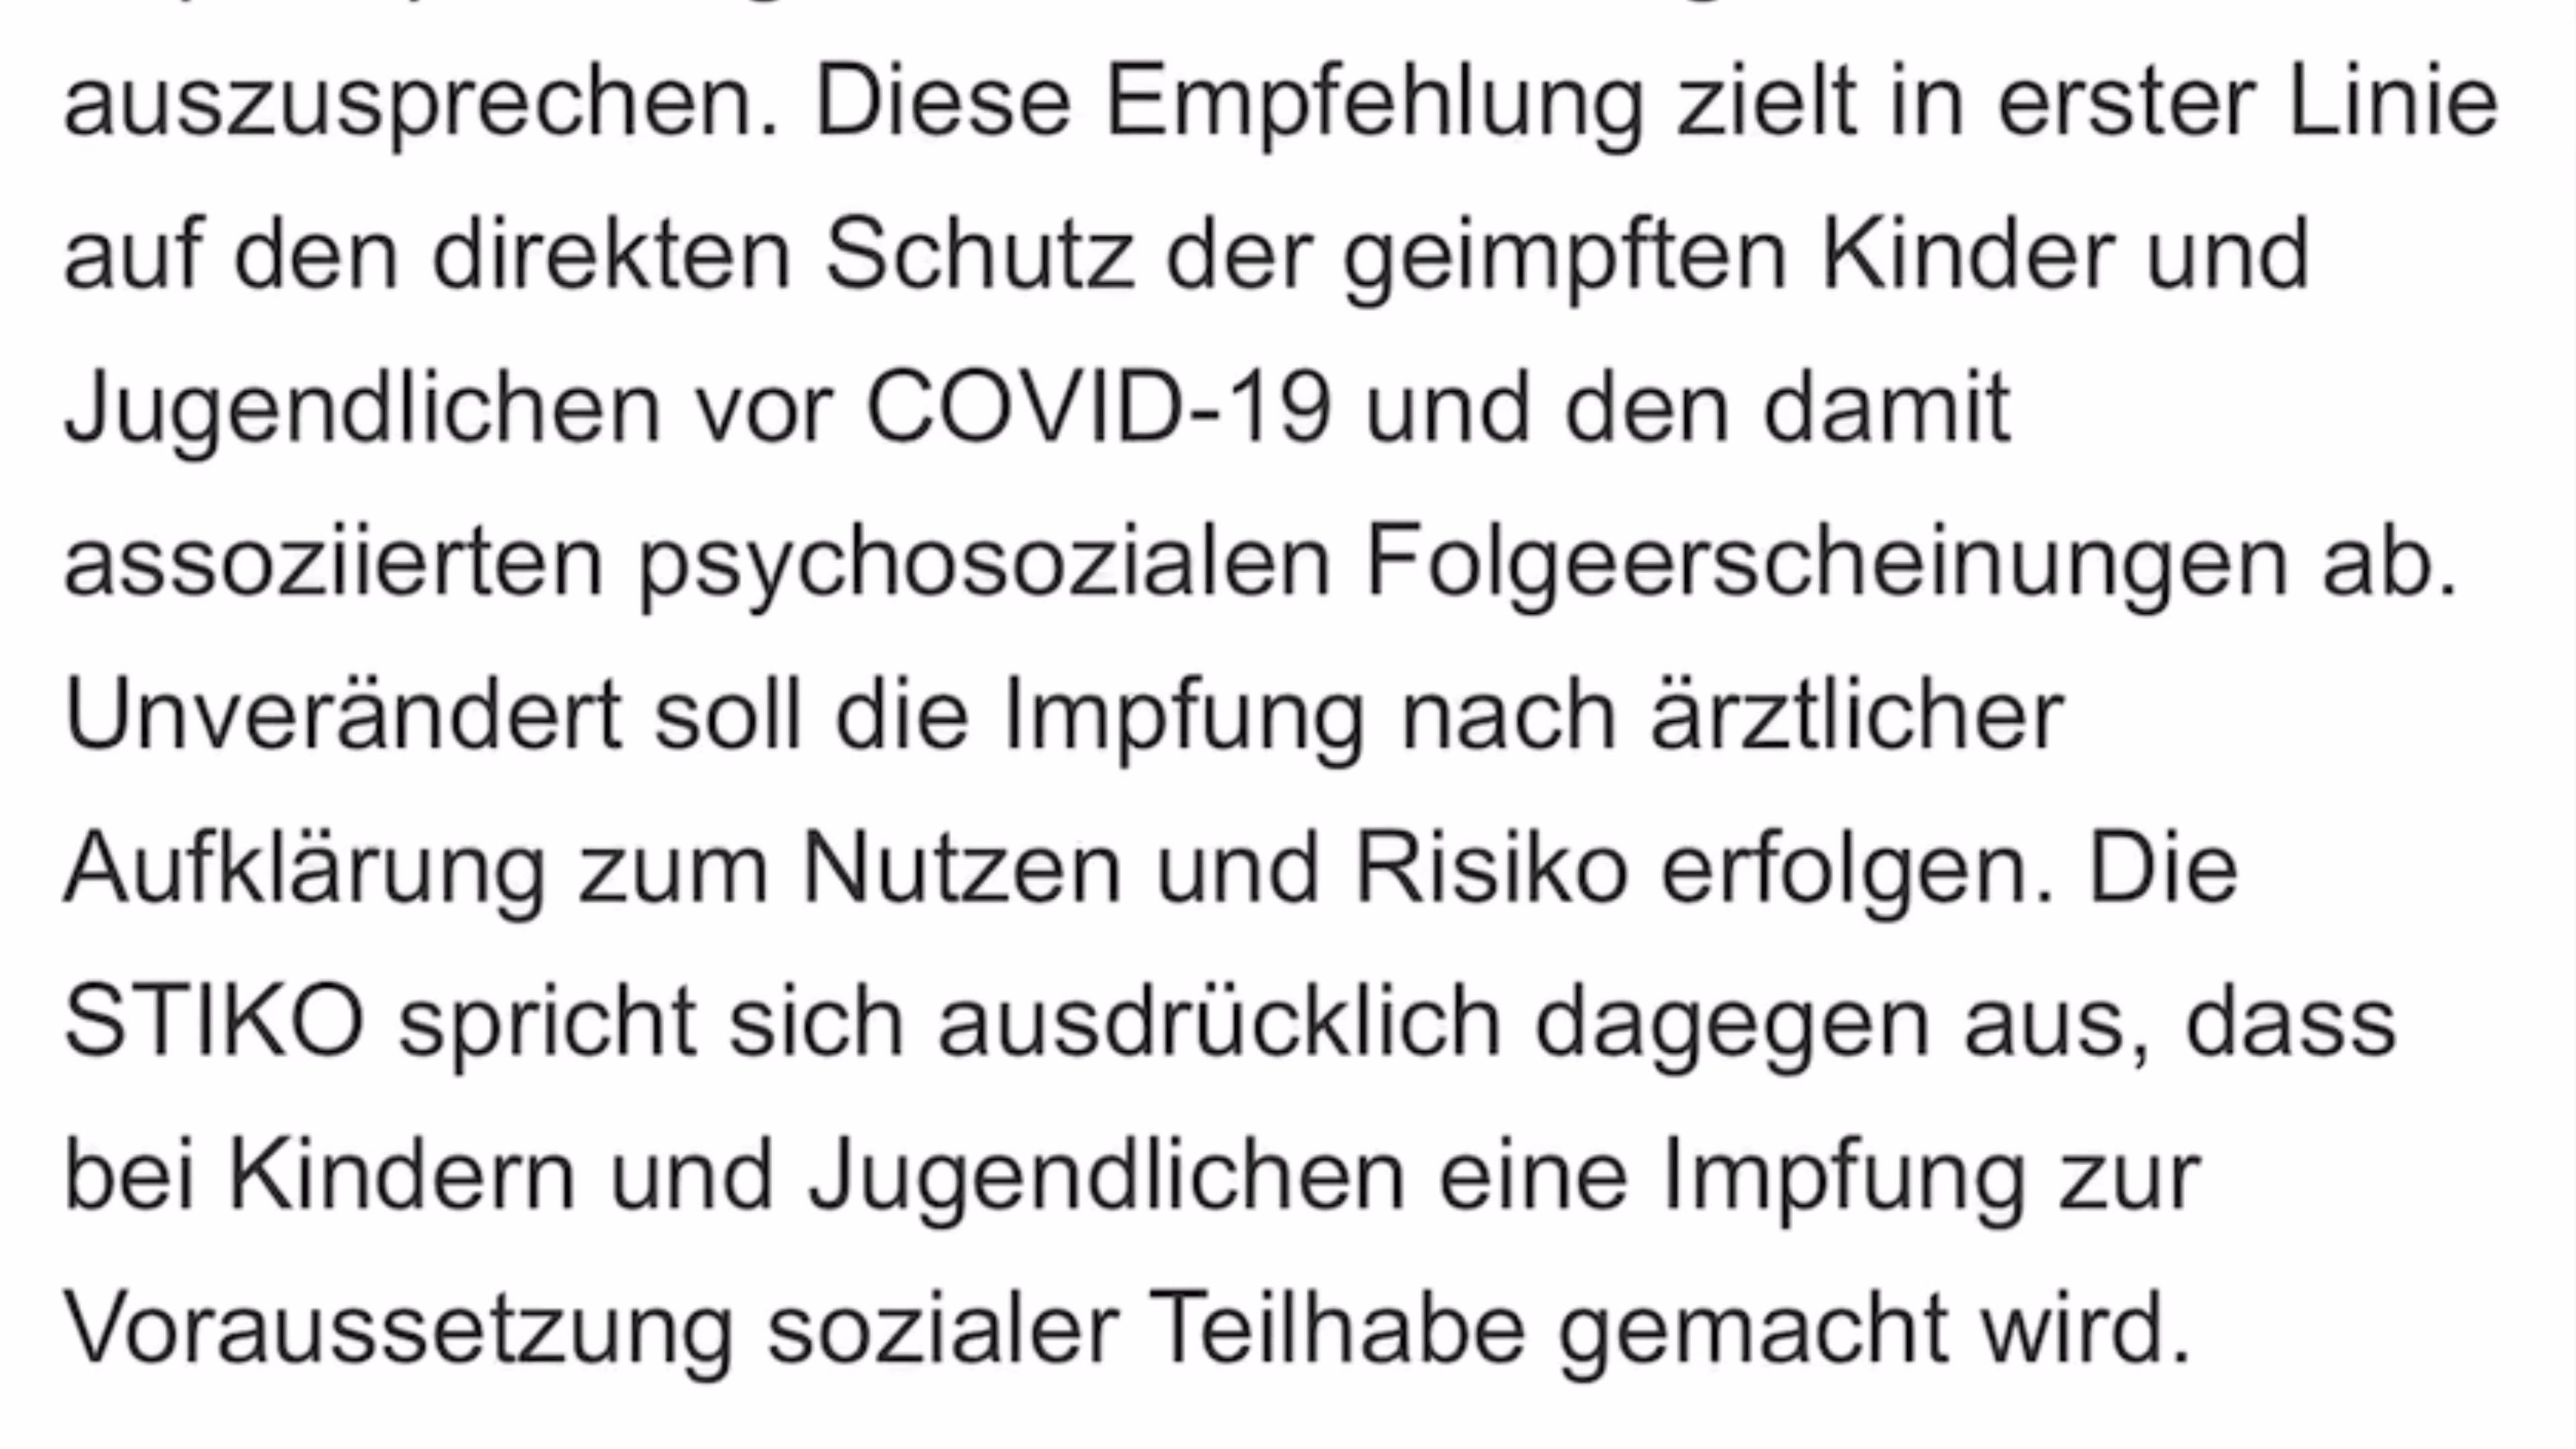 auszusprechen. Diese Empfehlung zielt in erster Linie
auf den direkten Schutz der geimpften Kinder und
Jugendlichen vor COVID-19 und den damit
assoziierten psychosozialen Folgeerscheinungen ab.
Unverändert soll die Impfung nach ärztlicher
Aufklärung zum Nutzen und Risiko erfolgen. Die
STIKO spricht sich ausdrücklich dagegen aus, dass
bei Kindern und Jugendlichen eine Impfung zur
Voraussetzung sozialer Teilhabe gemacht wird.